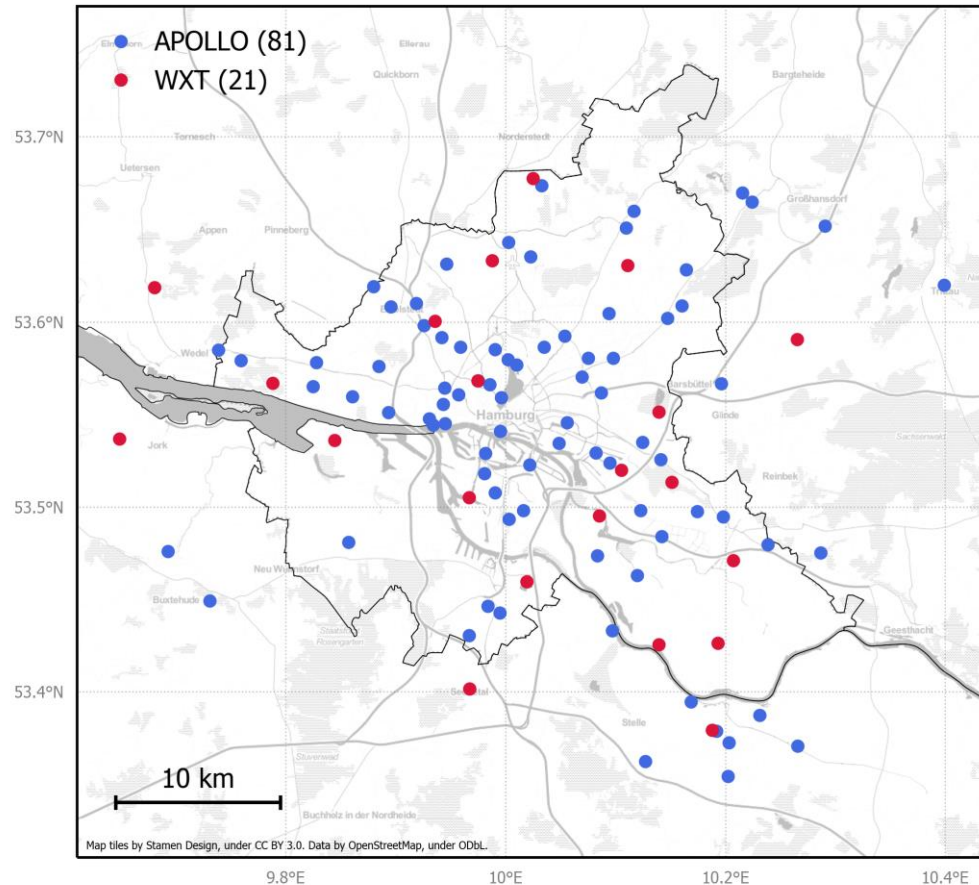 Ellerau
APOLLO (81)
WXT (21)
Quickborn
Bargteheide
53.7°N
Tornesch
Norderstedt
Uetersen
Großhansdorf
Appen
Pinneberg
53.6°N
Wedel
Hamburg
Glinde
Jork
Sachsenwald
Reinbek
53.5°N
Neu Wulmstorf
Buxtehude
Geesthacht
53.4°N
Stelle
10 km
Buchholz in der Nordheide
Map tiles by Stamen Design, under CC BY 3.0. Data by OpenStreetMap, under ODbL.
9.8°E
10°E
10.2°E
10.4°E